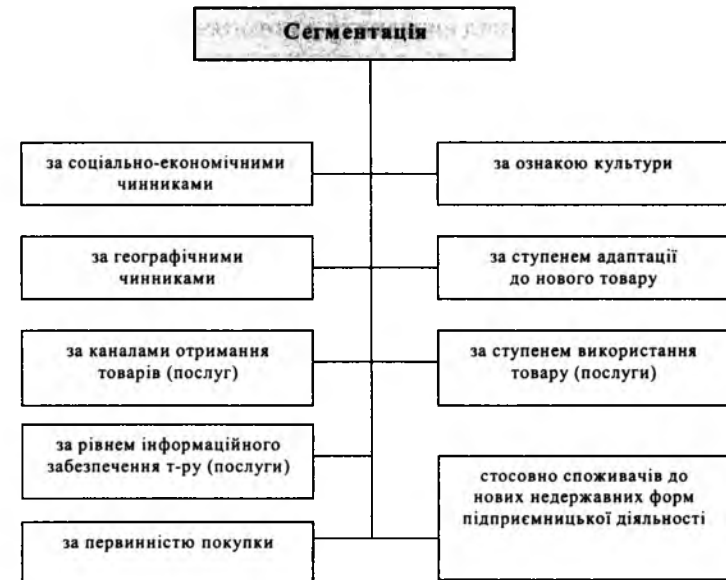 Сегментація
за соціально-економічними
чинниками
за ознакою культури
за географічними
чинниками
за ступенем адаптації
до нового товару
за каналами отримання
товарів (послуг)
за ступенем використання
товару (послуги)
за рівнем інформаційного
забезпечення т-ру (послуги)
стосовно споживачів до
нових недержавних форм
підприємницької діяльності
за первинністю покупки